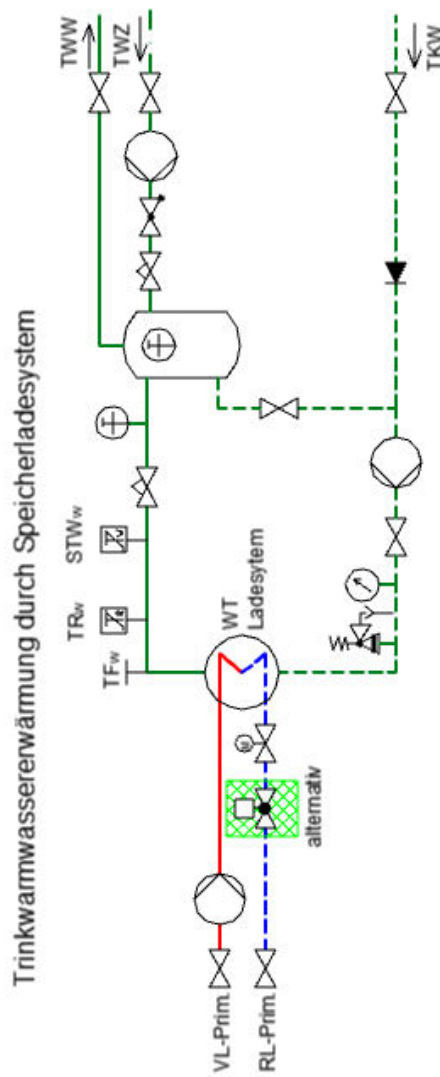 Trinkwarmwassererwärmung durch Speicherladesystem
TWW
TWZ
TKW
STWw
TRw
TFw
WT
Ladesytem
M
alternativ
VL-Prim.
RL-Prim.